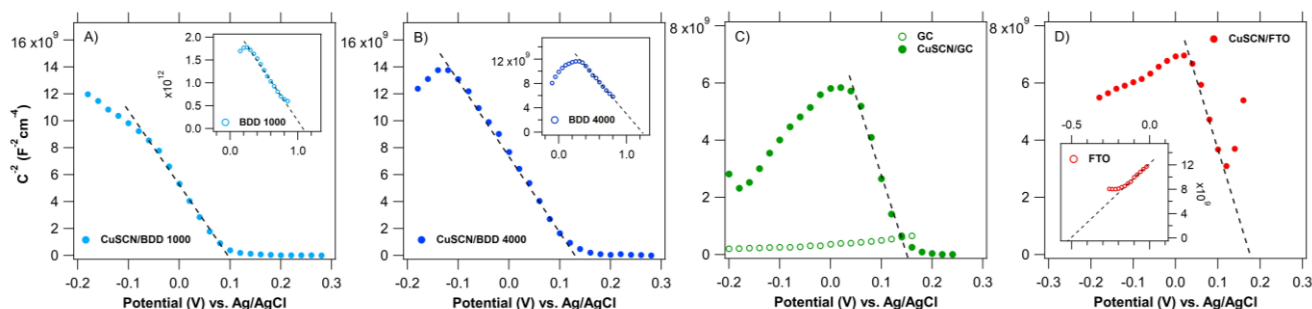 A)
C⁻² (F⁻² cm⁻⁴)
16 x10⁹
14
12
10
8
6
4
2
0
-0.2 -0.1 0.0 0.1 0.2 0.3
Potential (V) vs. Ag/AgCl
CuSCN/BDD 1000
x10¹²
2.0
1.5
1.0
0.5
0.0
0.0 1.0
BDD 1000
B)
16 x10⁹
14
12
10
8
6
4
2
0
-0.2 -0.1 0.0 0.1 0.2 0.3
Potential (V) vs. Ag/AgCl
CuSCN/BDD 4000
12 x10⁹
8
4
0
0.0 0.4 0.8 1.2
BDD 4000
C)
8 x10⁹
6
4
2
0
-0.2 -0.1 0.0 0.1 0.2 0.3
Potential (V) vs. Ag/AgCl
GC
CuSCN/GC
D)
8 x10⁹
6
4
2
0
-0.3 -0.2 -0.1 0.0 0.1 0.2 0.3
Potential (V) vs. Ag/AgCl
CuSCN/FTO
-0.5 0.0
FTO
12
8
4
0
x10⁹